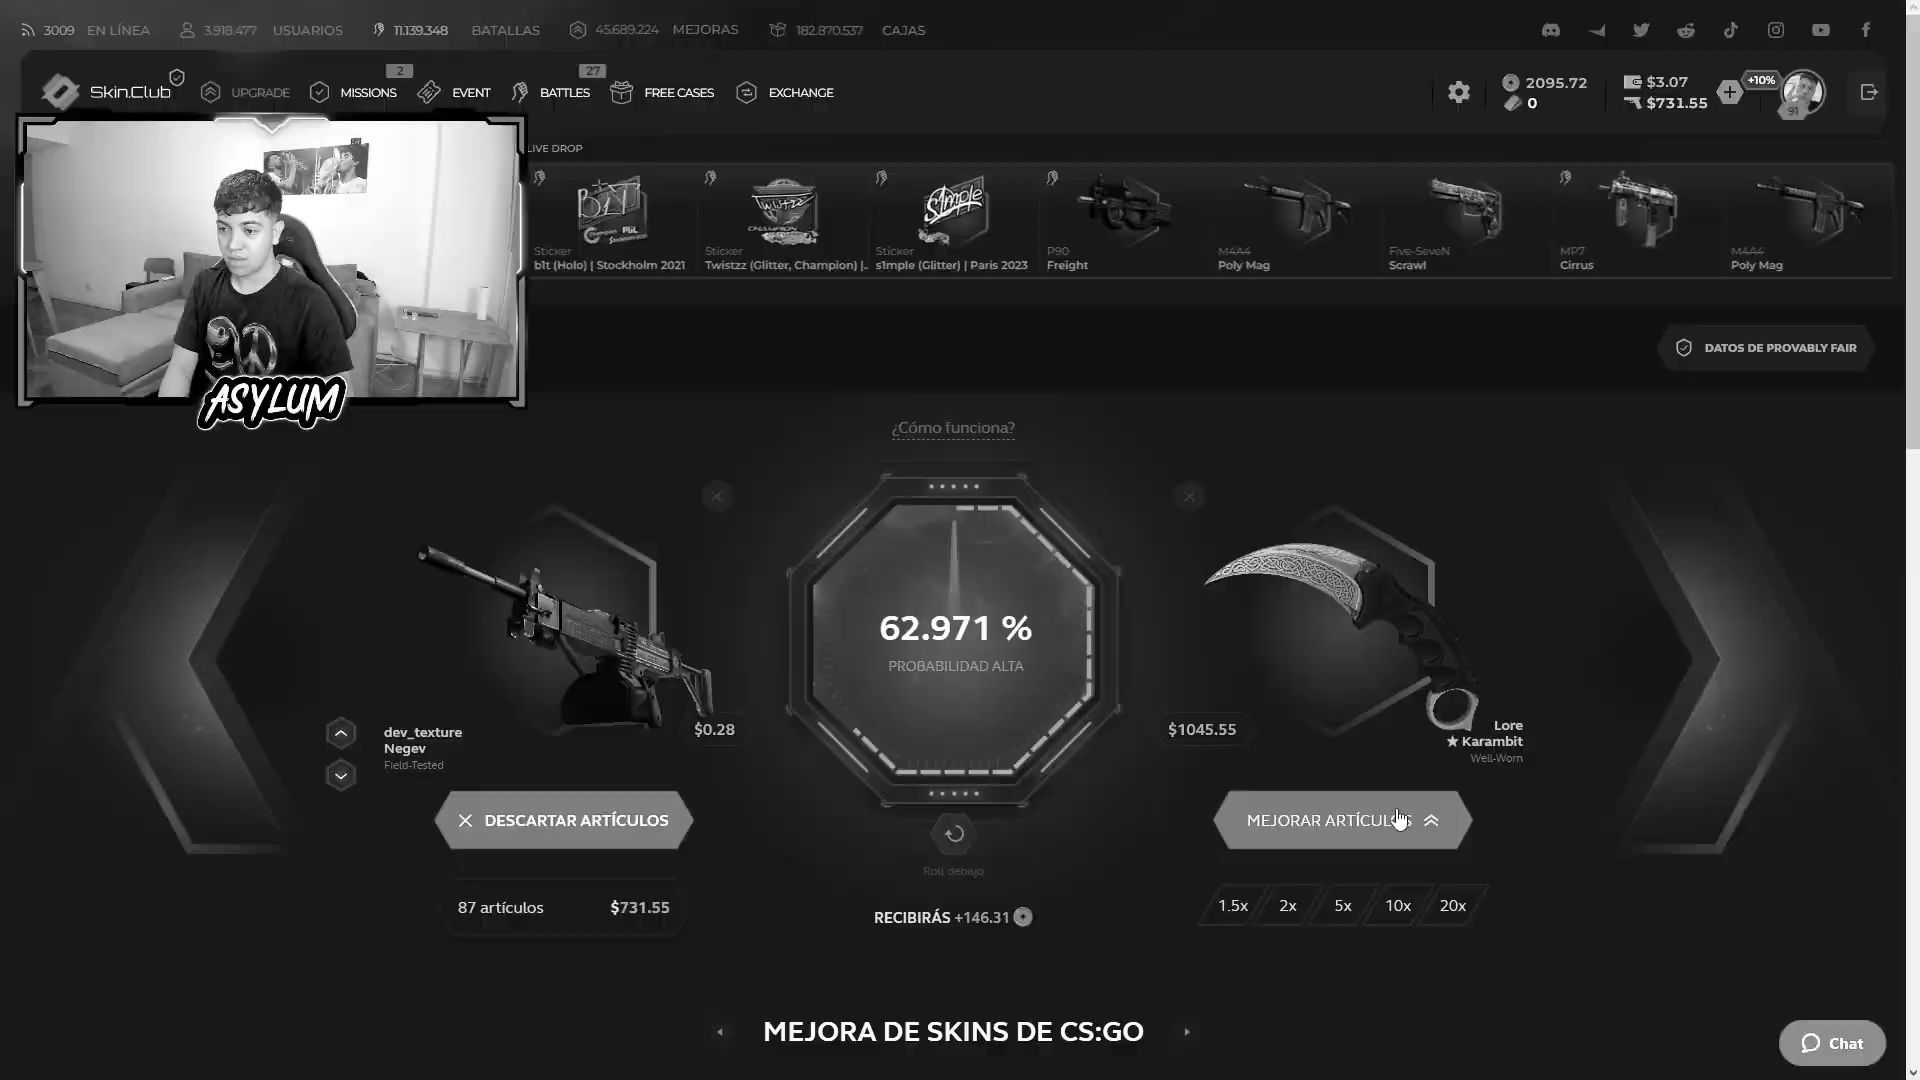 3009 EN LÍNEA 3.918.477 USUARIOS 11.139.348 BATALLAS 45.689.224 MEJORAS 182.870.537 CAJAS
Skin.Club UPGRADE 2 MISSIONS EVENT 27 BATTLES FREE CASES EXCHANGE
2095.72
0
$3.07
$731.55
+10%
91
LIVE DROP
Sticker
b1t (Holo) | Stockholm 2021
Sticker
Twistzz (Glitter, Champion) |..
Sticker
s1mple (Glitter) | Paris 2023
P90
Freight
M4A4
Poly Mag
Five-SeveN
Scrawl
MP7
Cirrus
M4A4
Poly Mag
ASYLUM
DATOS DE PROVABLY FAIR
¿Cómo funciona?
62.971 %
PROBABILIDAD ALTA
dev_texture
Negev
Field-Tested
$0.28
$1045.55
Lore
★ Karambit
Well-Worn
DESCARTAR ARTÍCULOS
MEJORAR ARTÍCULOS
Roll debajo
87 artículos $731.55
RECIBIRÁS +146.31
1.5x 2x 5x 10x 20x
MEJORA DE SKINS DE CS:GO
Chat